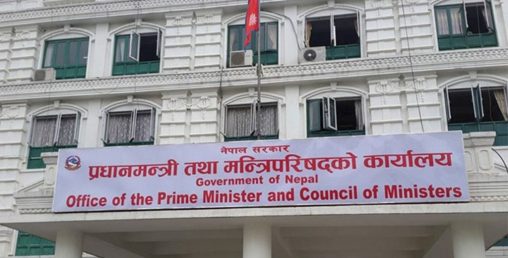 नेपाल सरकार
प्रधानमन्त्री तथा मन्त्रिपरिषद्को कार्यालय
Government of Nepal
Office of the Prime Minister and Council of Ministers